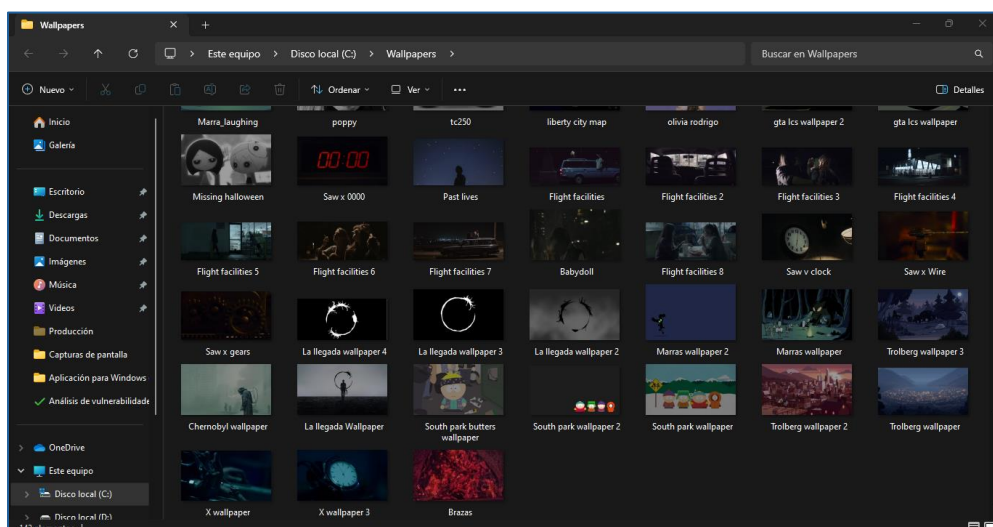 Wallpapers
Este equipo > Disco local (C:) > Wallpapers >
Buscar en Wallpapers
Nuevo
Ordenar
Ver
Detalles
Inicio
Galería
Escritorio
Descargas
Documentos
Imágenes
Música
Videos
Producción
Capturas de pantalla
Aplicación para Windows
Análisis de vulnerabilidade
OneDrive
Este equipo
Disco local (C:)
Disco local (D:)
Marra_laughing
poppy
tc250
liberty city map
olivia rodrigo
gta lcs wallpaper 2
gta lcs wallpaper
00:00
Missing halloween
Saw x 0000
Past lives
Flight facilities
Flight facilities 2
Flight facilities 3
Flight facilities 4
Flight facilities 5
Flight facilities 6
Flight facilities 7
Babydoll
Flight facilities 8
Saw v clock
Saw x Wire
Saw x gears
La llegada wallpaper 4
La llegada wallpaper 3
La llegada wallpaper 2
Marras wallpaper 2
Marras wallpaper
Trolberg wallpaper 3
Chernobyl wallpaper
La llegada Wallpaper
South park butters
wallpaper
South park wallpaper 2
South park wallpaper
Trolberg wallpaper 2
Trolberg wallpaper
X wallpaper
X wallpaper 3
Brazas